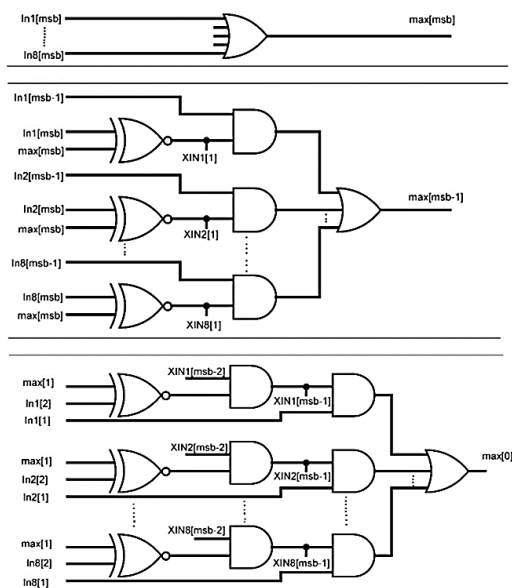 In1[msb]
max[msb]
In8[msb]
In1[msb-1]
In1[msb]
max[msb]
XIN1[1]
In2[msb-1]
In2[msb]
max[msb]
XIN2[1]
max[msb-1]
In8[msb-1]
In8[msb]
max[msb]
XIN8[1]
XIN1[msb-2]
max[1]
In1[2]
XIN1[msb-1]
In1[1]
XIN2[msb-2]
max[1]
In2[2]
XIN2[msb-1]
In2[1]
max[0]
XIN8[msb-2]
max[1]
In8[2]
XIN8[msb-1]
In8[1]